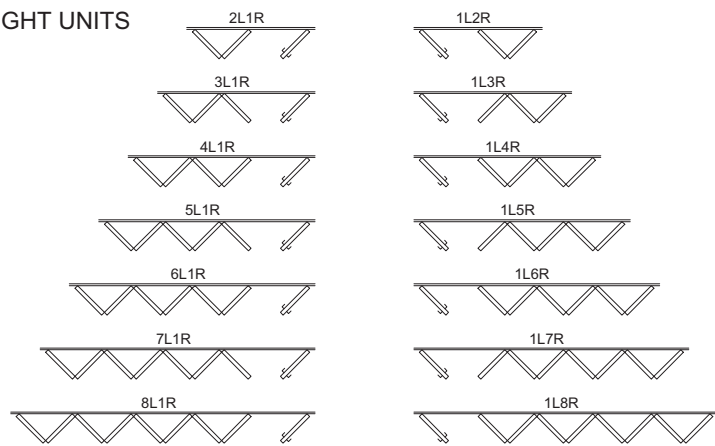 GHT UNITS
2L1R 1L2R
3L1R 1L3R
4L1R 1L4R
5L1R 1L5R
6L1R 1L6R
7L1R 1L7R
8L1R 1L8R